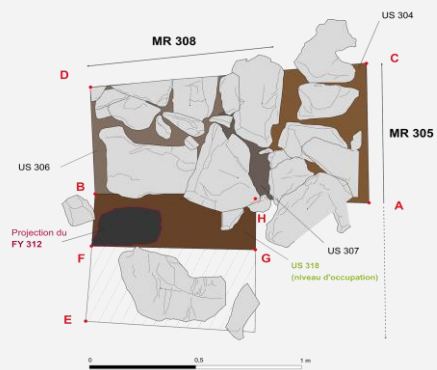 US 304
MR 308
C
D
MR 305
US 306
B
A
H
Projection du
FY 312
US 307
F
G
US 318
(niveau d'occupation)
E
0
0.5
1 m